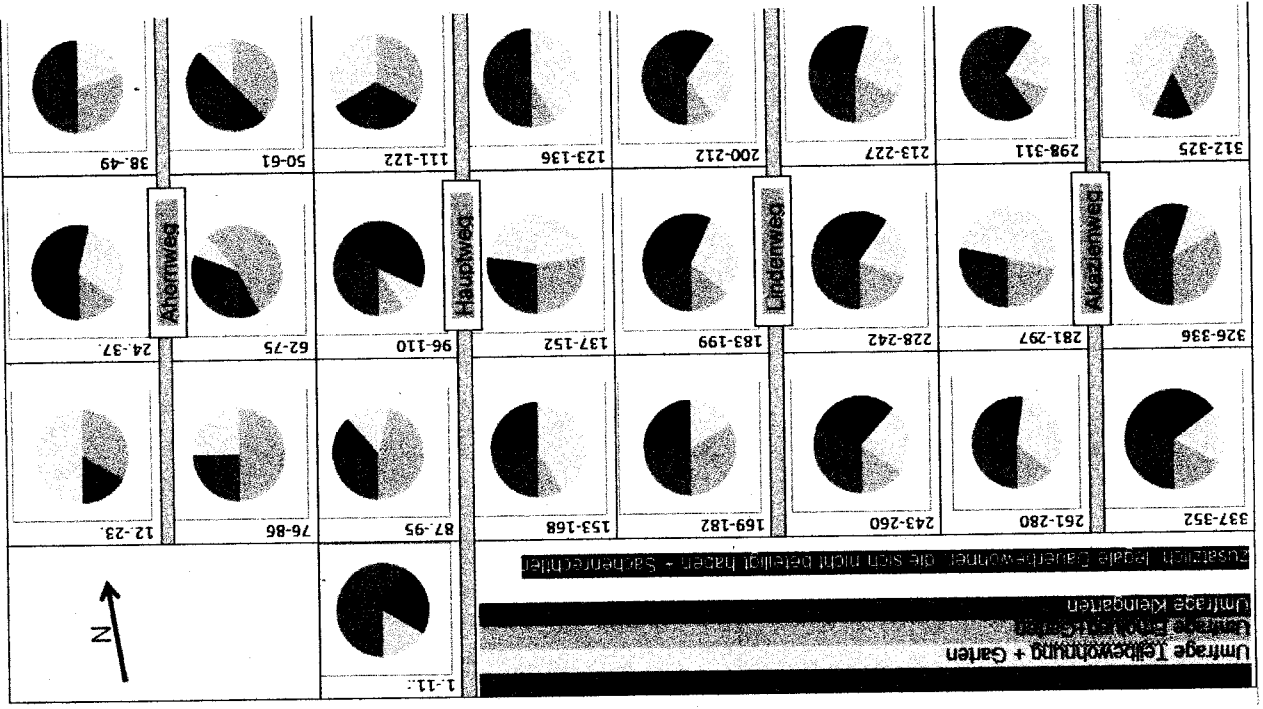 1.-11.:
Umfrage Teilbewohnung + Garten
Umfrage
Umfrage Kleingarten
zusätzlich: legale Dauerbewohner, die sich nicht beteiligt haben + Sachenrechtler
N
337-352
261-280
243-260
169-182
153-168
87.-95
76-86
12.-23.
326-336
281-297
228-242
183-199
137-152
96-110
62-75
24.-37.
Akazienweg
Lindenweg
Hauptweg
Ahornweg
312-325
298-311
213-227
200-212
123-136
111-122
50-61
38.-49